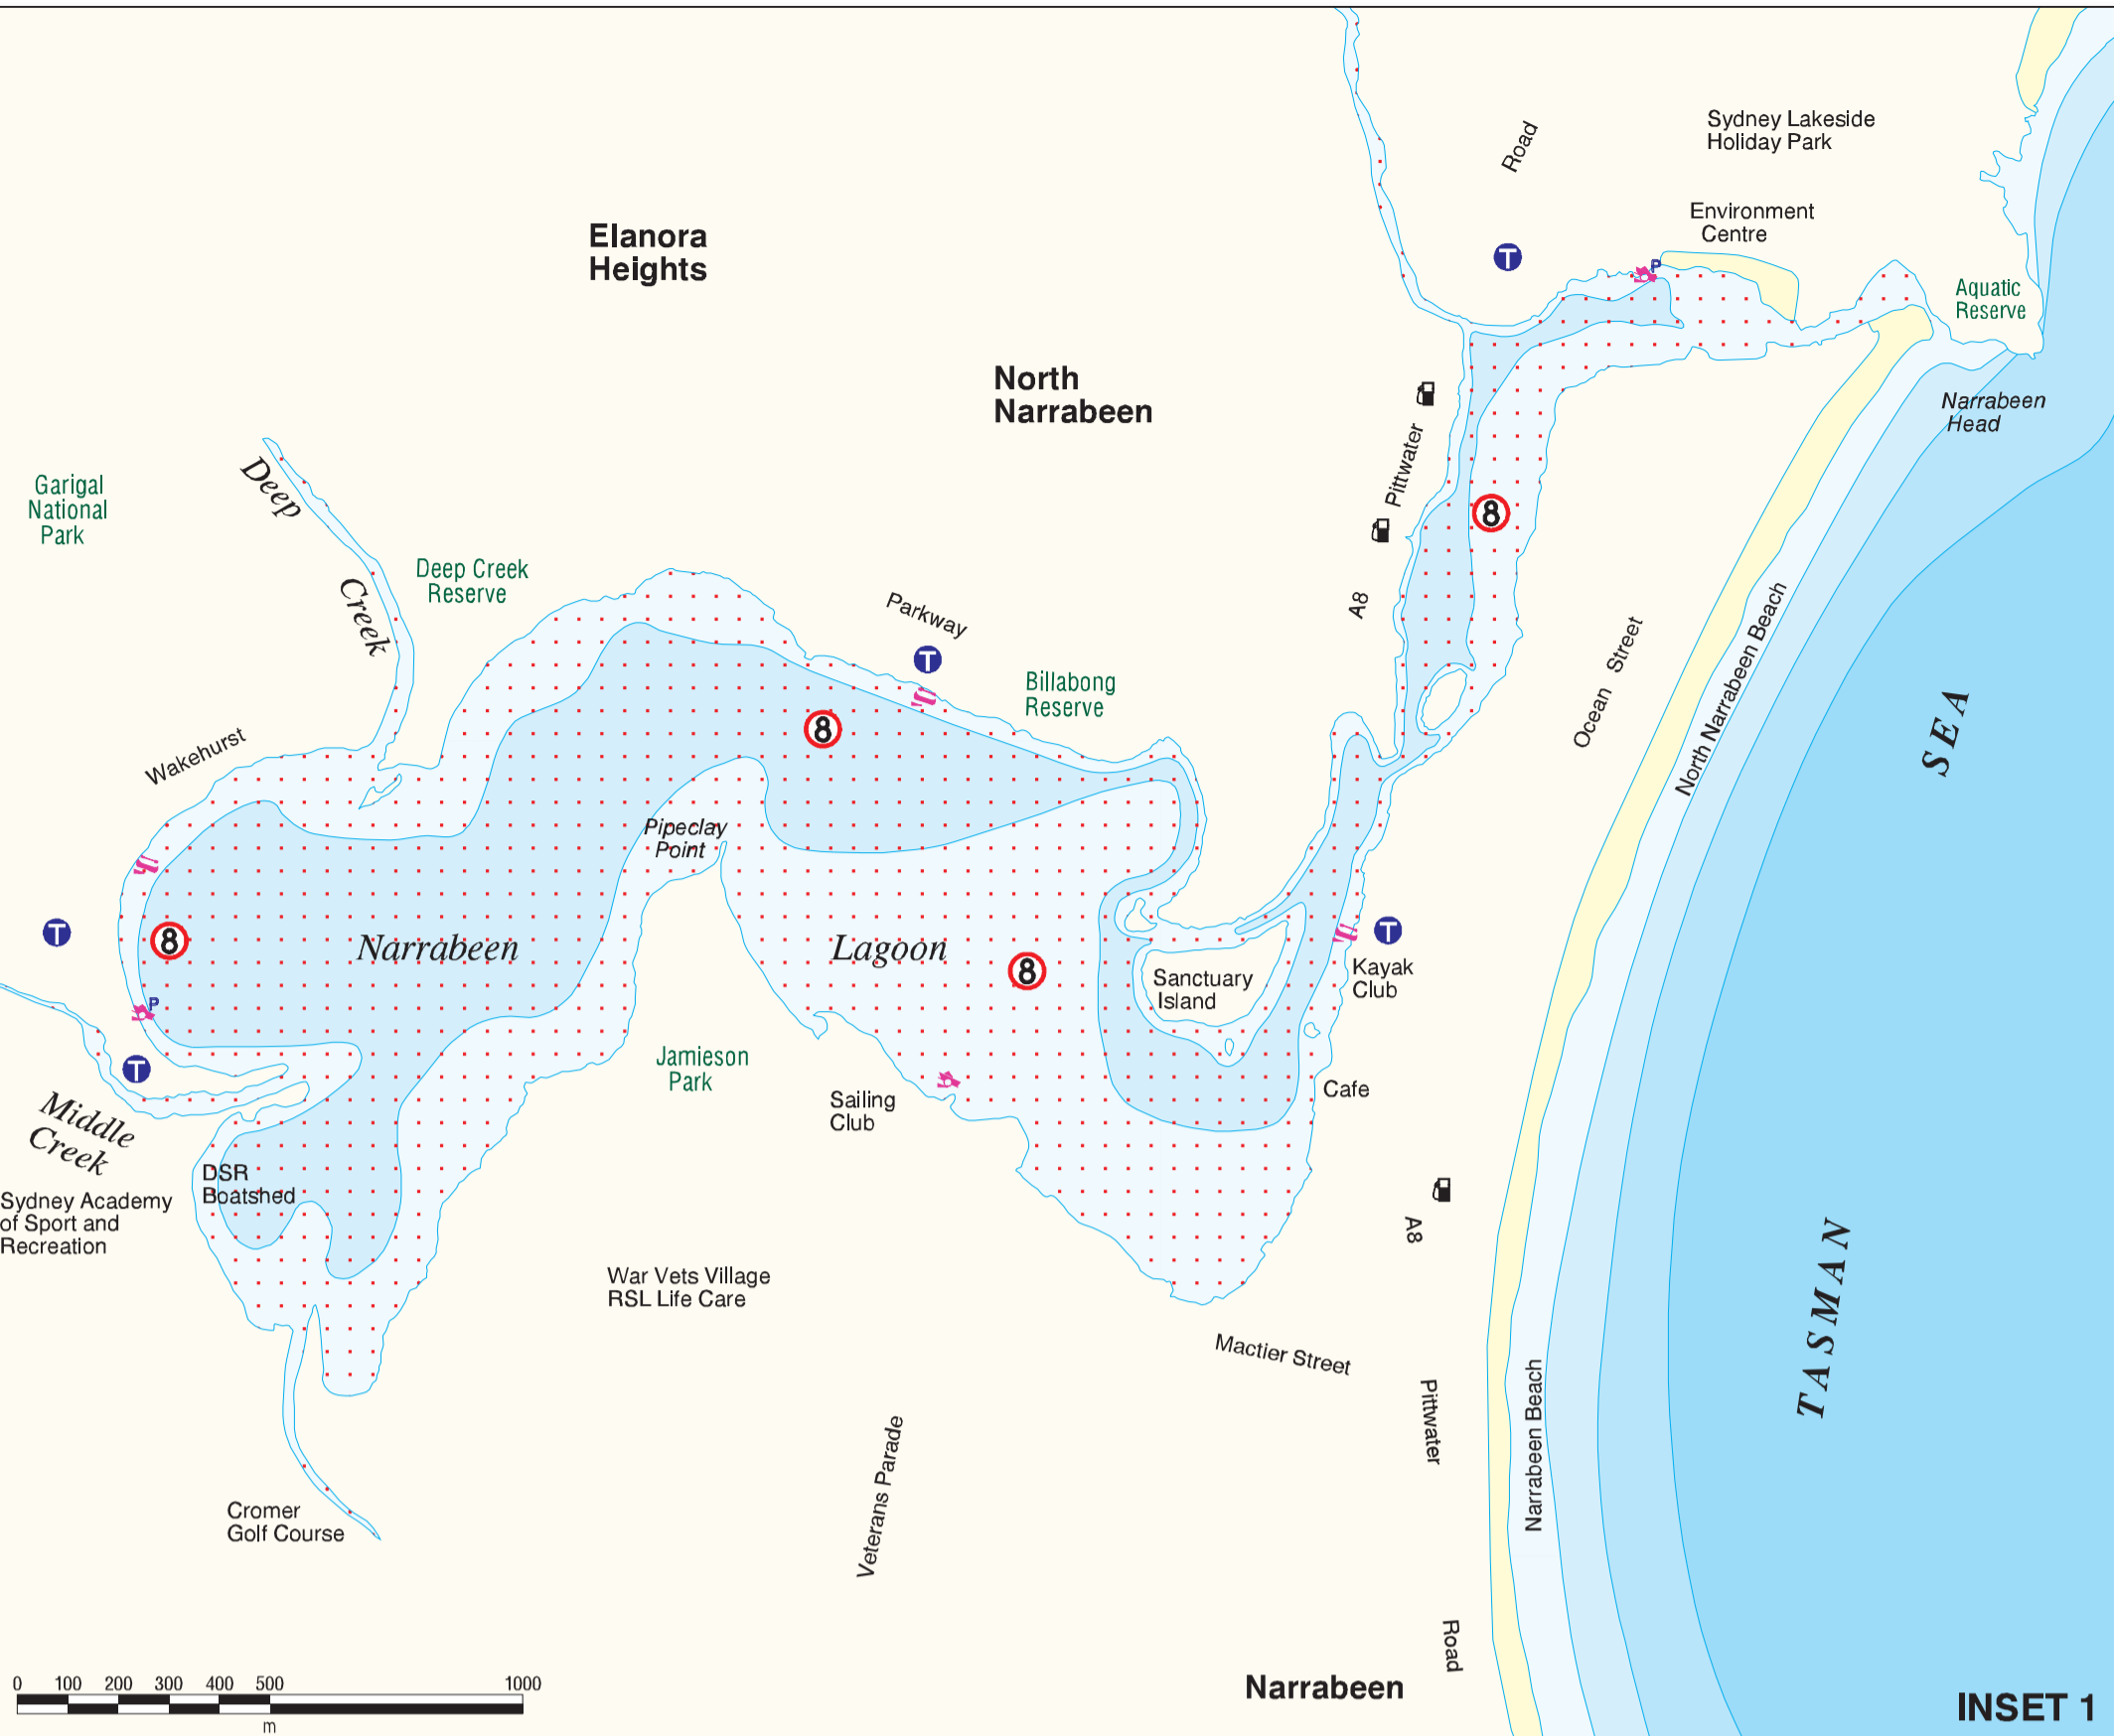 Road
Sydney Lakeside
Holiday Park
Environment
Centre
Elanora
Heights
T
P
Aquatic
Reserve
North
Narrabeen
Narrabeen
Head
Pittwater
Garigal
National
Park
Deep
Creek
Deep Creek
Reserve
8
A8
Parkway
T
Billabong
Reserve
Ocean Street
North Narrabeen Beach
SEA
Wakehurst
8
Pipeclay
Point
T
8
Narrabeen
Lagoon
8
Sanctuary
Island
T
Kayak
Club
P
T
Middle
Creek
Jamieson
Park
Sailing
Club
Cafe
DSR
Boatshed
Sydney Academy
of Sport and
Recreation
A8
War Vets Village
RSL Life Care
Mactier Street
TASMAN
Pittwater
Narrabeen Beach
Veterans Parade
Cromer
Golf Course
Road
0 100 200 300 400 500 1000
m
Narrabeen
INSET 1